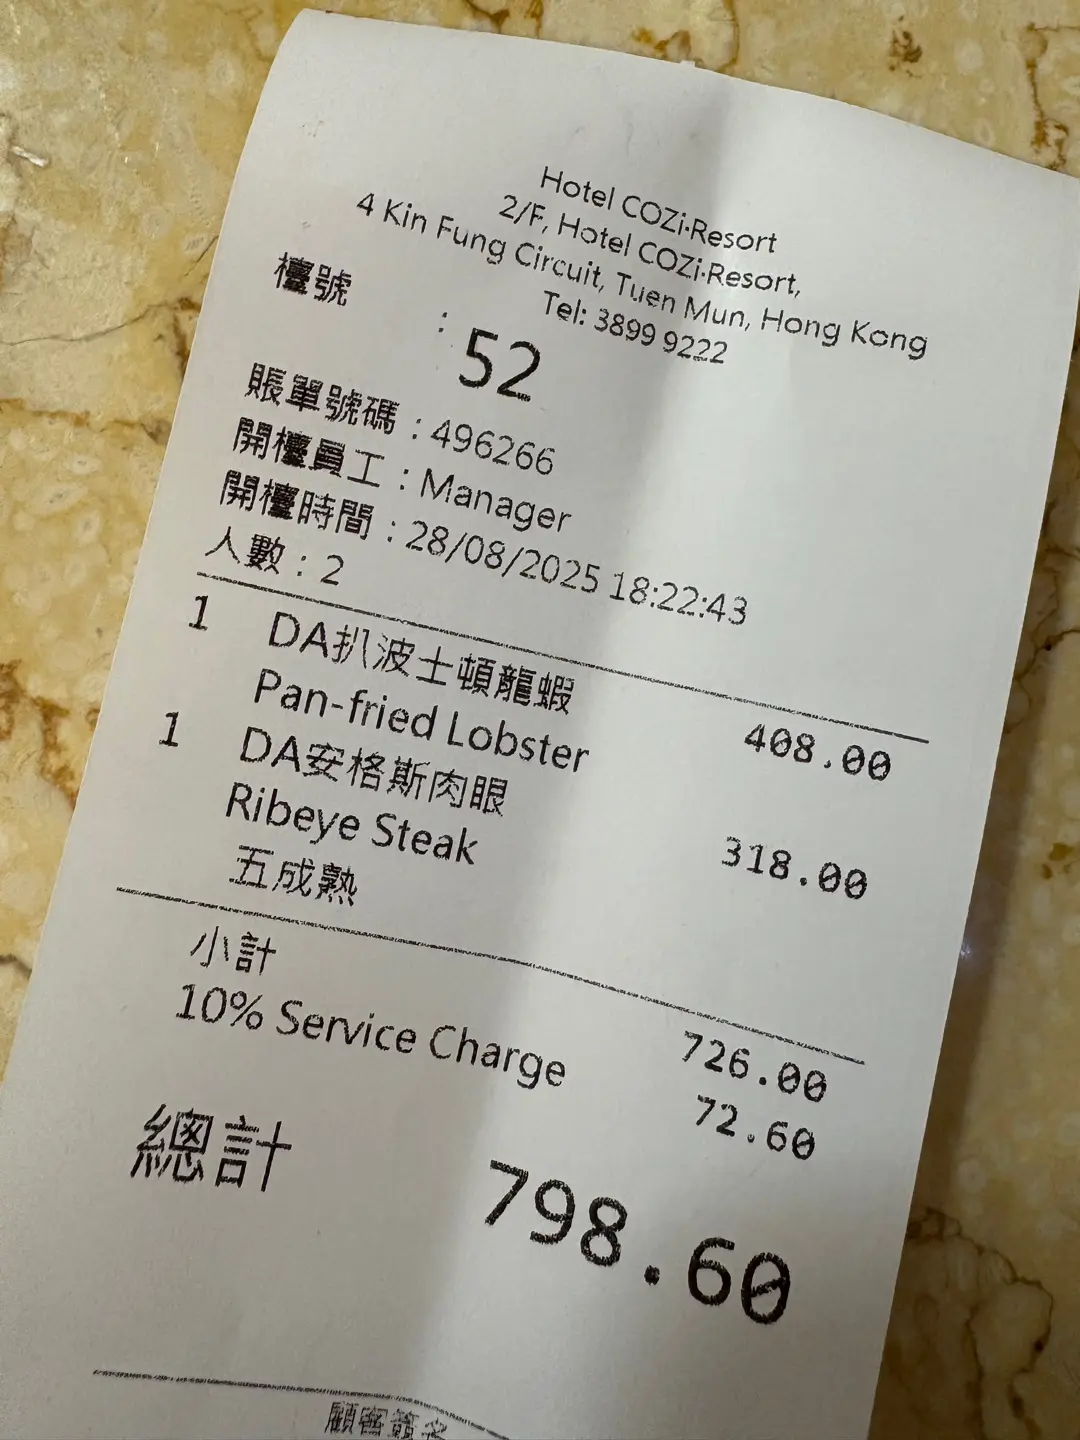 Hotel COZi·Resort
2/F, Hotel COZi·Resort,
4 Kin Fung Circuit, Tuen Mun, Hong Kong
Tel: 3899 9222
檯號 : 52
賬單號碼 : 496266
開檯員工 : Manager
開檯時間 : 28/08/2025 18:22:43
人數 : 2
1 DA扒波士頓龍蝦
Pan-fried Lobster 408.00
1 DA安格斯肉眼
Ribeye Steak 318.00
五成熟
小計 726.00
10% Service Charge 72.60
總計 798.60
顧客簽名